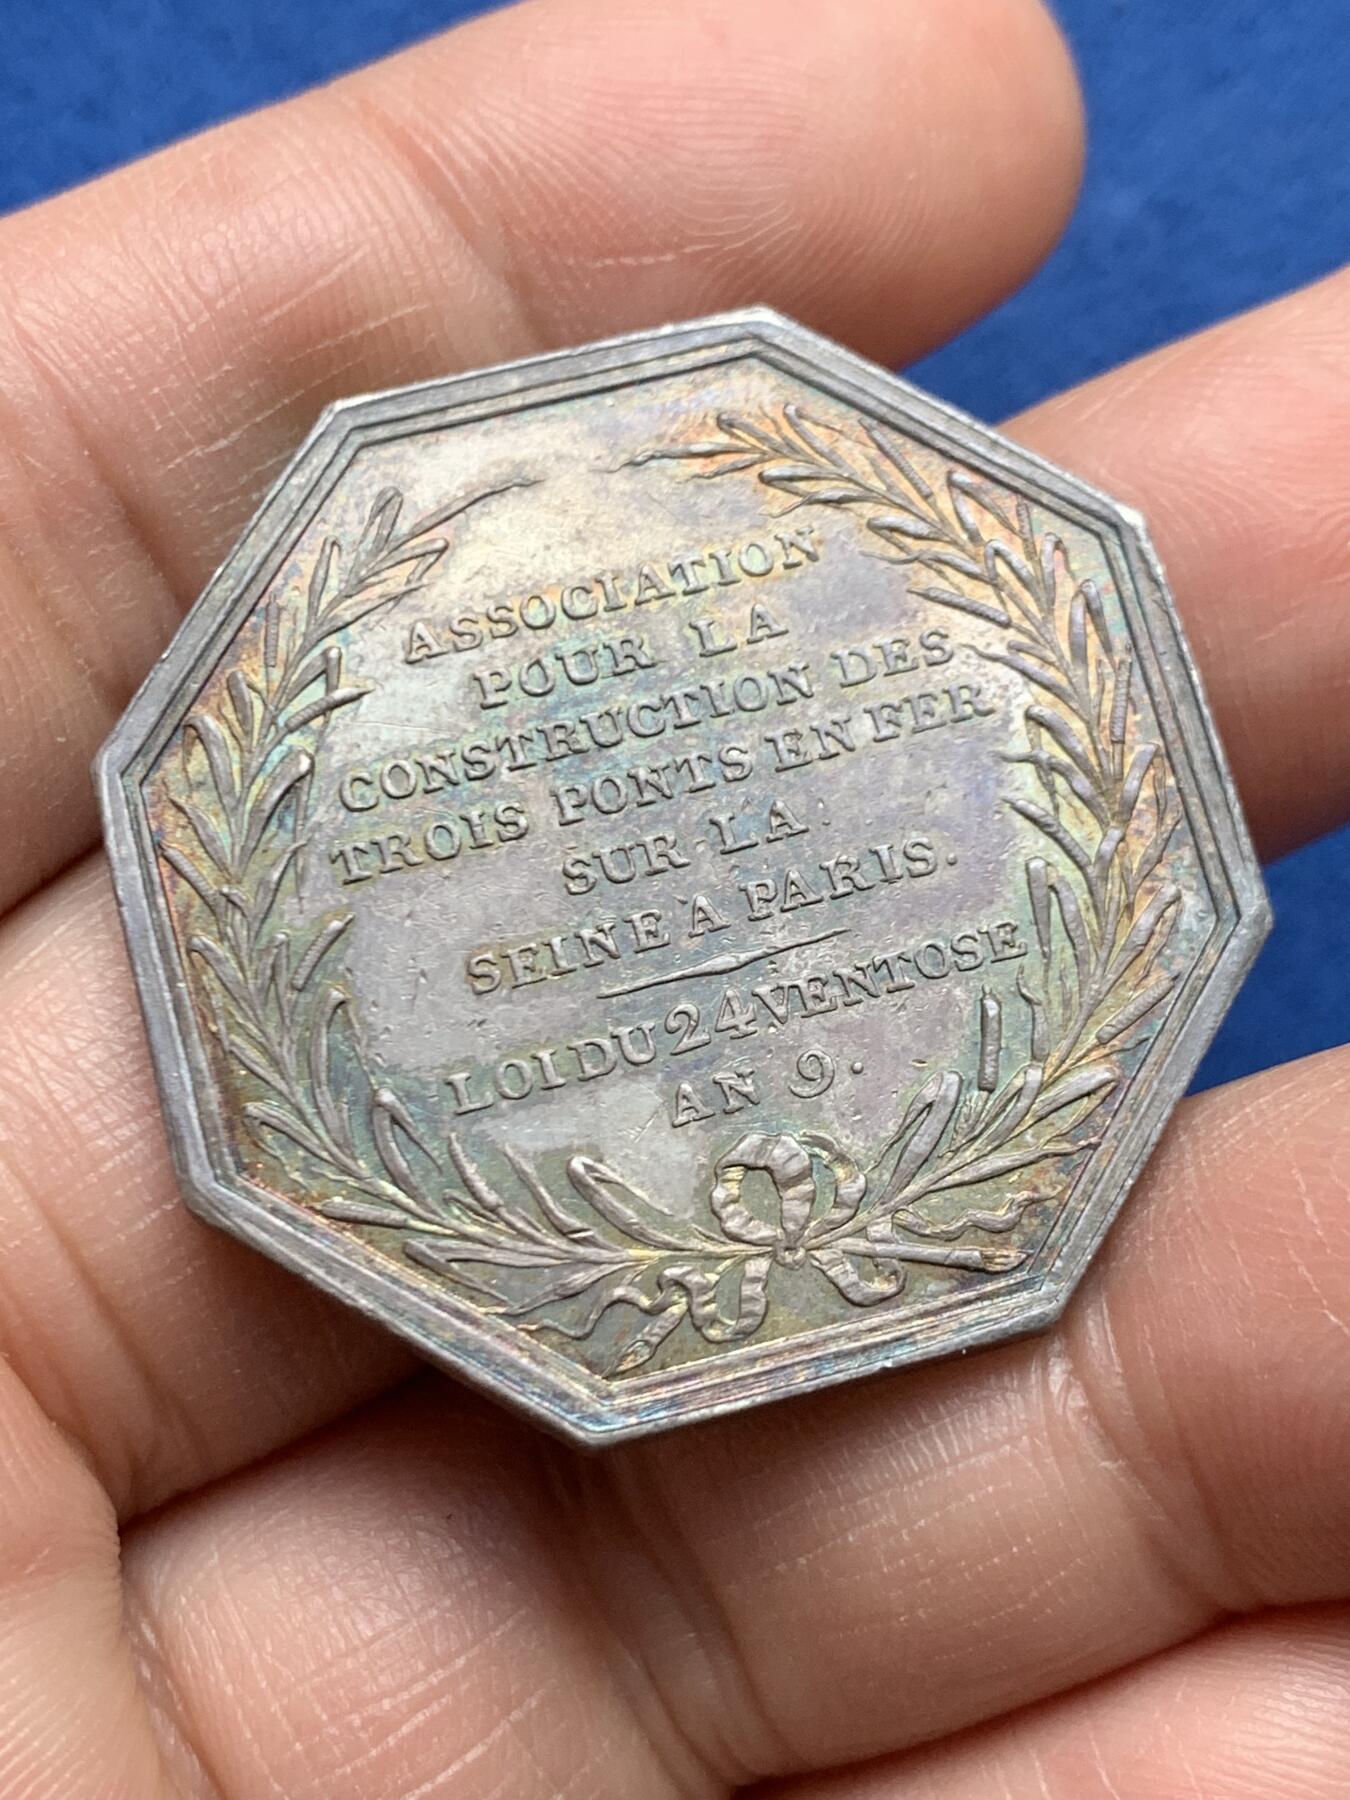 ASSOCIATION
POUR LA
CONSTRUCTION DES
TROIS PONTS EN FER
SUR LA
SEINE A PARIS.
LOI DU 24 VENTOSE
AN 9.